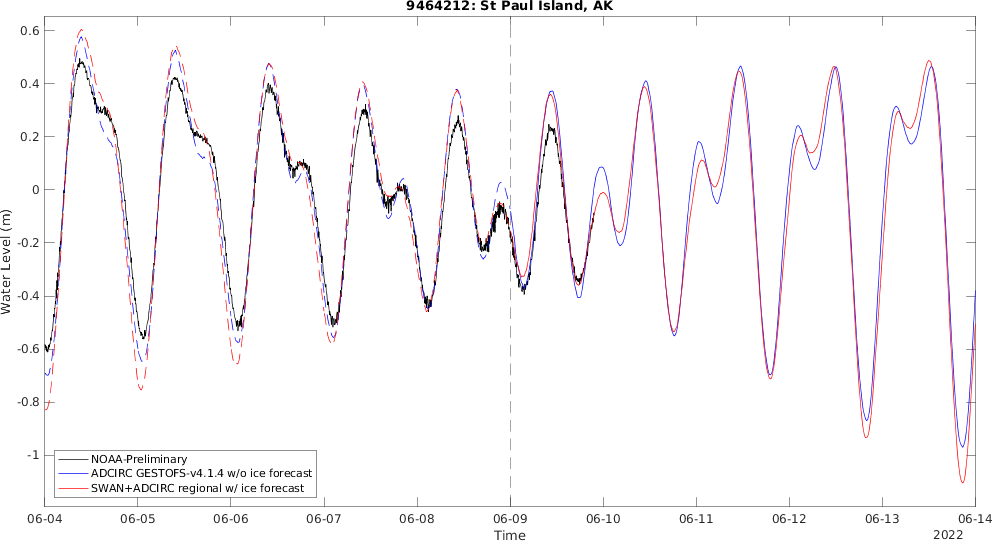 9464212: St Paul Island, AK
0.6
0.4
0.2
0
-0.2
-0.4
-0.6
-0.8
-1
Water Level (m)
NOAA-Preliminary
ADCIRC GESTOFS-v4.1.4 w/o ice forecast
SWAN+ADCIRC regional w/ ice forecast
06-04 06-05 06-06 06-07 06-08 06-09 06-10 06-11 06-12 06-13 06-14
Time
2022